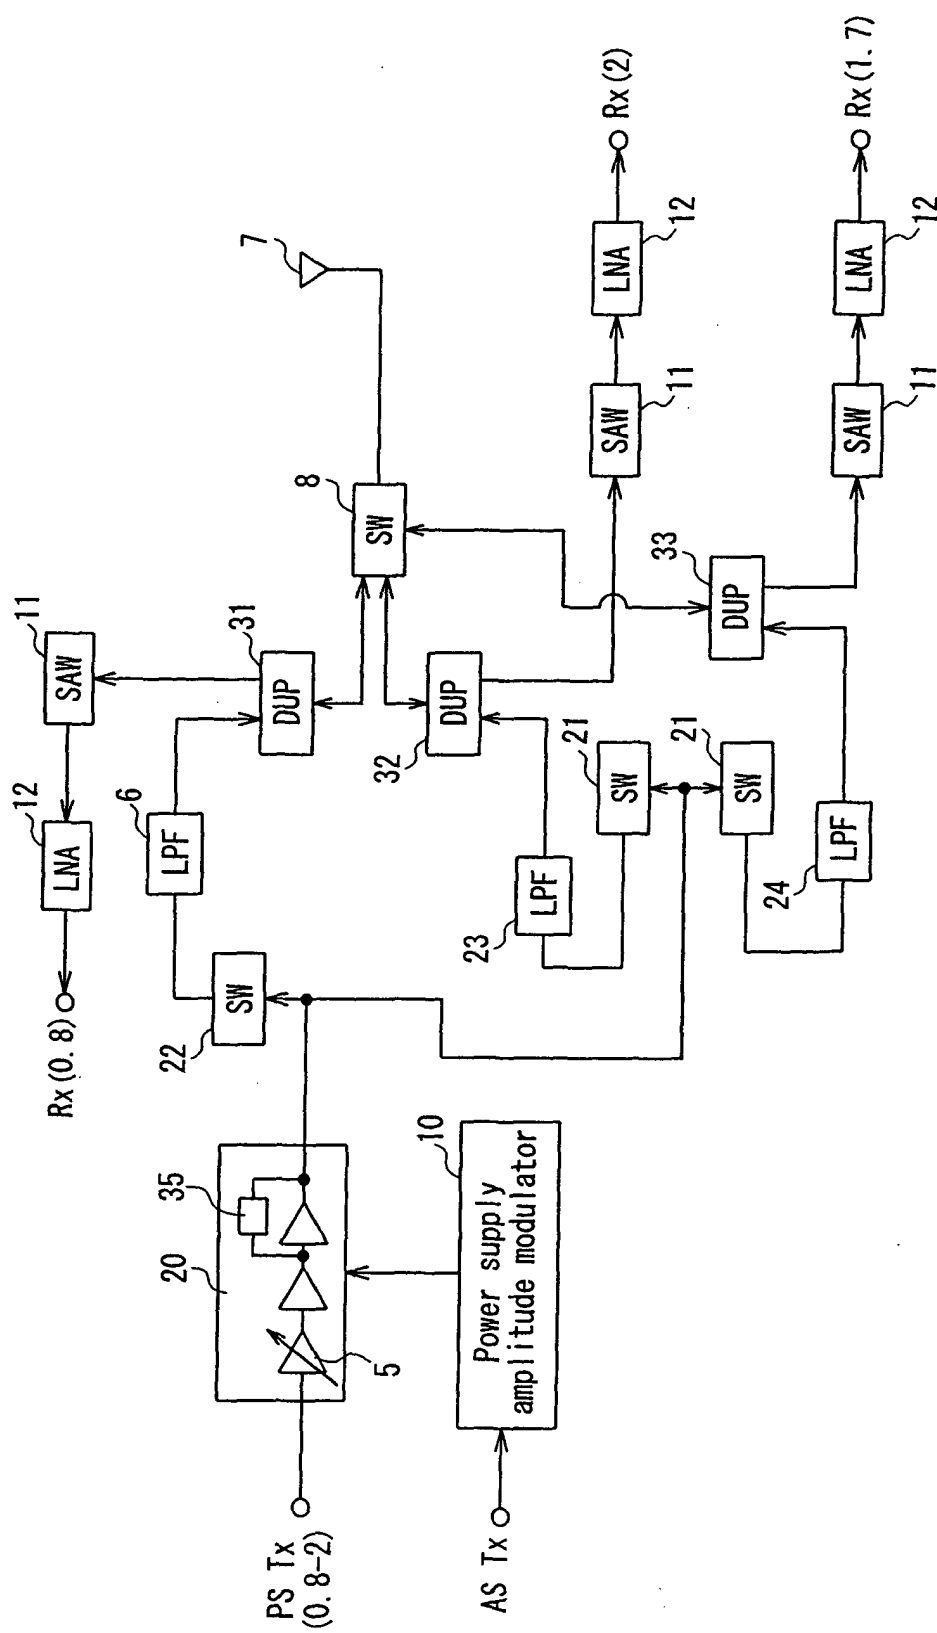 PS Tx
(0.8-2)
AS Tx
20
35
5
10
Power supply
amplitude modulator
Rx(0.8)
22
SW
12
LNA
6
LPF
11
SAW
31
DUP
32
DUP
23
LPF
21
SW
21
SW
24
LPF
8
SW
7
33
DUP
SAW
11
LNA
12
Rx(2)
SAW
11
LNA
12
Rx(1.7)